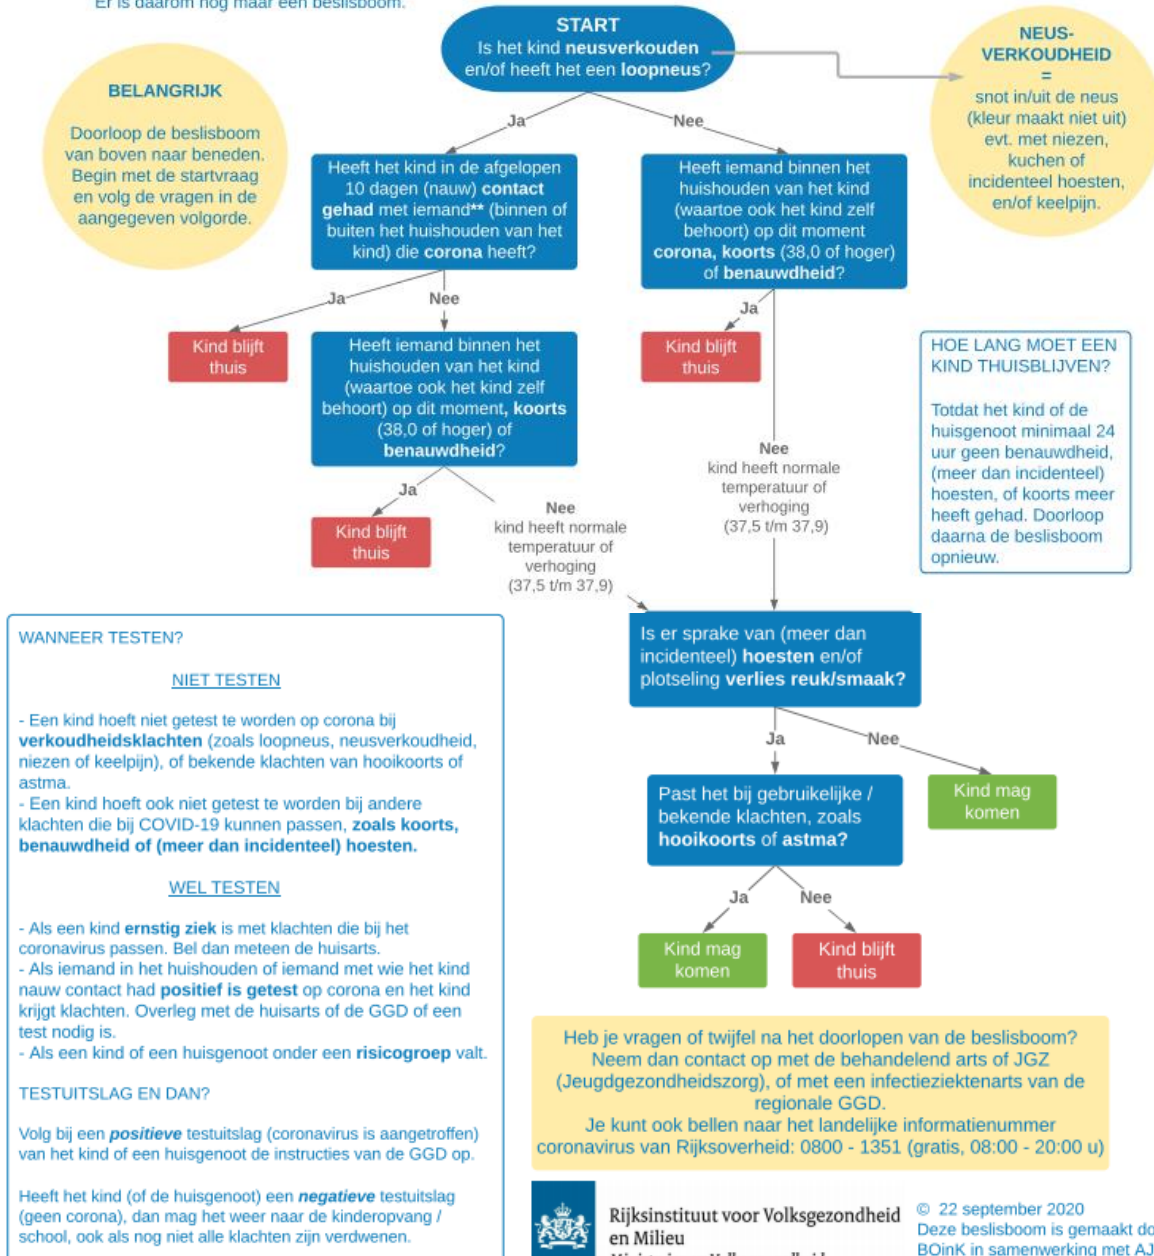 Er is daarom nog maar één beslisboom.
START
Is het kind neusverkouden
en/of heeft het een loopneus?
NEUS-
VERKOUDHEID
=
snot in/uit de neus
(kleur maakt niet uit)
evt. met niezen,
kuchen of
incidenteel hoesten,
en/of keelpijn.
BELANGRIJK
Doorloop de beslisboom
van boven naar beneden.
Begin met de startvraag
en volg de vragen in de
aangegeven volgorde.
Ja
Nee
Heeft het kind in de afgelopen
10 dagen (nauw) contact
gehad met iemand** (binnen of
buiten het huishouden van het
kind) die corona heeft?
Heeft iemand binnen het
huishouden van het kind
(waartoe ook het kind zelf
behoort) op dit moment
corona, koorts (38,0 of hoger)
of benauwdheid?
Ja
Nee
Ja
Kind blijft
thuis
Heeft iemand binnen het
huishouden van het kind
(waartoe ook het kind zelf
behoort) op dit moment, koorts
(38,0 of hoger) of
benauwdheid?
Kind blijft
thuis
HOE LANG MOET EEN
KIND THUISBLIJVEN?
Totdat het kind of de
huisgenoot minimaal 24
uur geen benauwdheid,
(meer dan incidenteel)
hoesten, of koorts meer
heeft gehad. Doorloop
daarna de beslisboom
opnieuw.
Nee
kind heeft normale
temperatuur of
verhoging
(37,5 t/m 37,9)
Ja
Kind blijft
thuis
Nee
kind heeft normale
temperatuur of
verhoging
(37,5 t/m 37,9)
Is er sprake van (meer dan
incidenteel) hoesten en/of
plotseling verlies reuk/smaak?
Ja
Nee
Past het bij gebruikelijke /
bekende klachten, zoals
hooikoorts of astma?
Kind mag
komen
Ja
Nee
Kind mag
komen
Kind blijft
thuis
WANNEER TESTEN?
NIET TESTEN
- Een kind hoeft niet getest te worden op corona bij
verkoudheidsklachten (zoals loopneus, neusverkoudheid,
niezen of keelpijn), of bekende klachten van hooikoorts of
astma.
- Een kind hoeft ook niet getest te worden bij andere
klachten die bij COVID-19 kunnen passen, zoals koorts,
benauwdheid of (meer dan incidenteel) hoesten.
WEL TESTEN
- Als een kind ernstig ziek is met klachten die bij het
coronavirus passen. Bel dan meteen de huisarts.
- Als iemand in het huishouden of iemand met wie het kind
nauw contact had positief is getest op corona en het kind
krijgt klachten. Overleg met de huisarts of de GGD of een
test nodig is.
- Als een kind of een huisgenoot onder een risicogroep valt.
TESTUITSLAG EN DAN?
Volg bij een positieve testuitslag (coronavirus is aangetroffen)
van het kind of een huisgenoot de instructies van de GGD op.
Heeft het kind (of de huisgenoot) een negatieve testuitslag
(geen corona), dan mag het weer naar de kinderopvang /
school, ook als nog niet alle klachten zijn verdwenen.
Heb je vragen of twijfel na het doorlopen van de beslisboom?
Neem dan contact op met de behandelend arts of JGZ
(Jeugdgezondheidszorg), of met een infectieziektenarts van de
regionale GGD.
Je kunt ook bellen naar het landelijke informatienummer
coronavirus van Rijksoverheid: 0800 - 1351 (gratis, 08:00 - 20:00 u)
Rijksinstituut voor Volksgezondheid
en Milieu
© 22 september 2020
Deze beslisboom is gemaakt do
BOinK in samenwerking met AJ